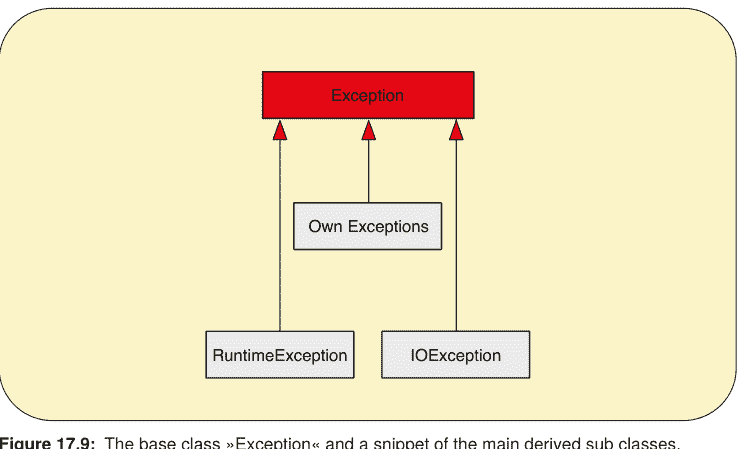 Exception
Own Exceptions
RuntimeException
IOException
Figure 17.9: The base class »Exception« and a snippet of the main derived sub classes.